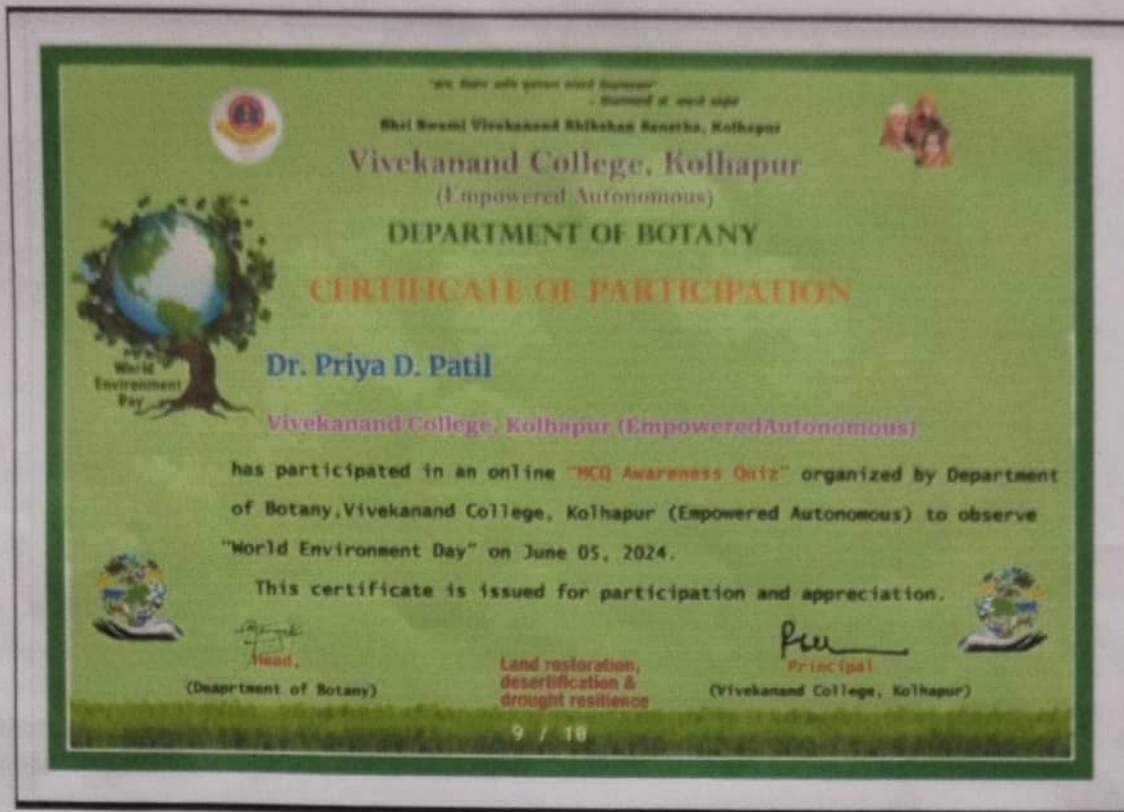 Shri Swami Vivekanand Shikshan Sanstha, Kolhapur
Vivekanand College, Kolhapur
(Empowered Autonomous)
DEPARTMENT OF BOTANY
CERTIFICATE OF PARTICIPATION
World
Environment
Day
Dr. Priya D. Patil
Vivekanand College, Kolhapur (EmpoweredAutonomous)
has participated in an online "MCQ Awareness Quiz" organized by Department
of Botany,Vivekanand College, Kolhapur (Empowered Autonomous) to observe
"World Environment Day" on June 05, 2024.
This certificate is issued for participation and appreciation.
Head,
(Deaprtment of Botany)
Land restoration,
desertification &
drought resilience
Principal
(Vivekanand College, Kolhapur)
9 / 10